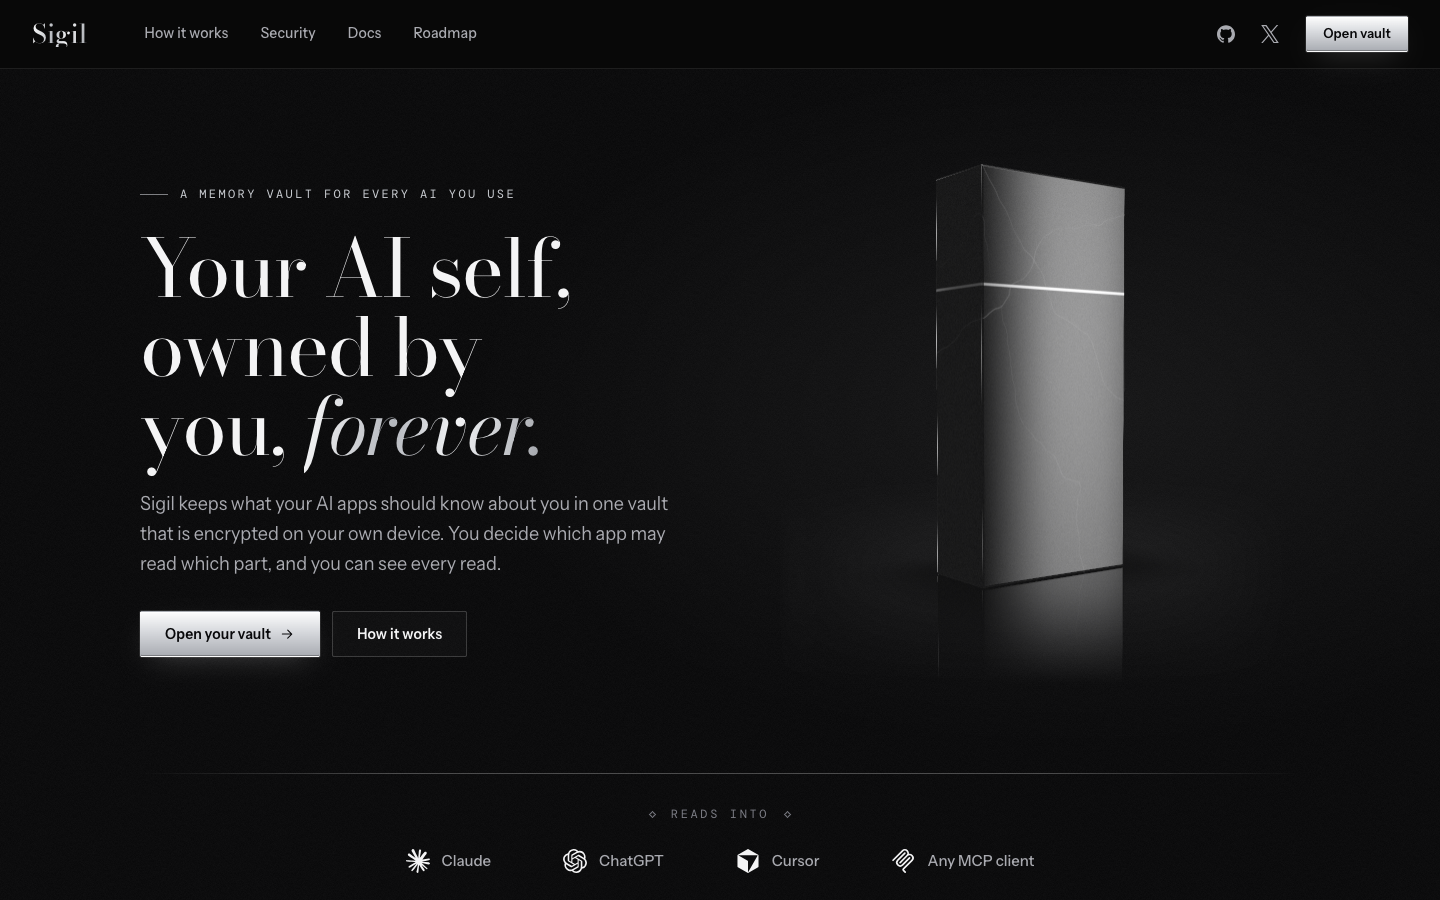 Sigil
How it works
Security
Docs
Roadmap
Open vault
A MEMORY VAULT FOR EVERY AI YOU USE
Your AI self,
owned by
you, forever.
Sigil keeps what your AI apps should know about you in one vault
that is encrypted on your own device. You decide which app may
read which part, and you can see every read.
Open your vault →
How it works
READS INTO
Claude
ChatGPT
Cursor
Any MCP client